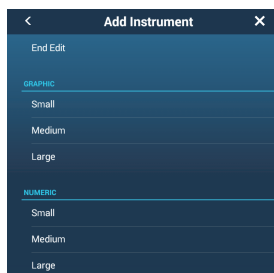 Add Instrument
End Edit
GRAPHIC
Small
Medium
Large
NUMERIC
Small
Medium
Large